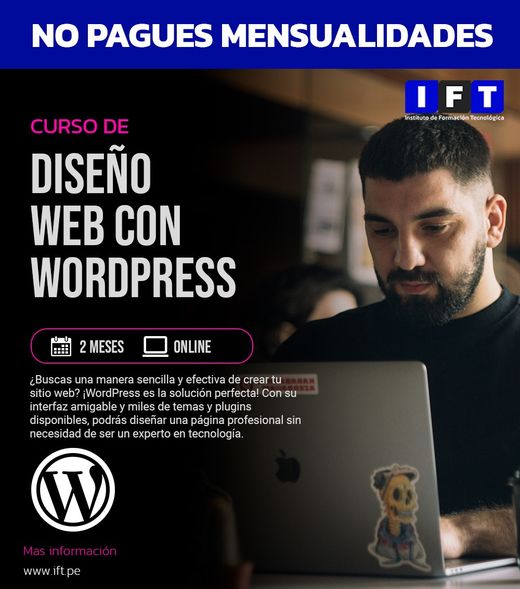 NO PAGUES MENSUALIDADES
IFT
Instituto de Formación Tecnológica
CURSO DE
DISEÑO
WEB CON
WORDPRESS
2 MESES ONLINE
¿Buscas una manera sencilla y efectiva de crear tu
sitio web? ¡WordPress es la solución perfecta! Con su
interfaz amigable y miles de temas y plugins
disponibles, podrás diseñar una página profesional sin
necesidad de ser un experto en tecnología.
W
Mas información
www.ift.pe